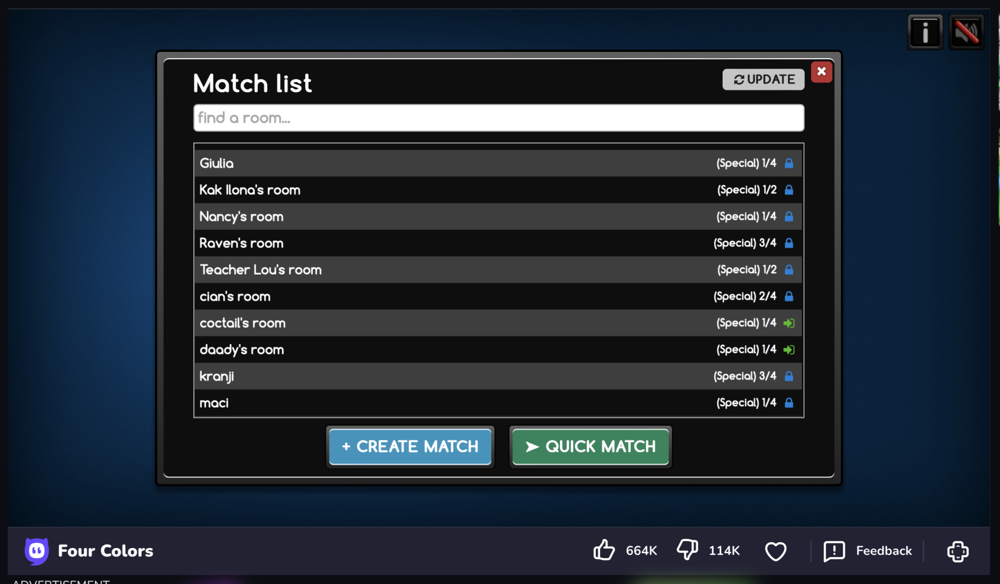 Match list
UPDATE
find a room...
Giulia (Special) 1/4
Kak Ilona's room (Special) 1/2
Nancy's room (Special) 1/4
Raven's room (Special) 3/4
Teacher Lou's room (Special) 1/2
cian's room (Special) 2/4
coctail's room (Special) 1/4
daady's room (Special) 1/4
kranji (Special) 3/4
maci (Special) 1/4
+ CREATE MATCH
QUICK MATCH
Four Colors
664K
114K
Feedback
ADVERTISEMENT